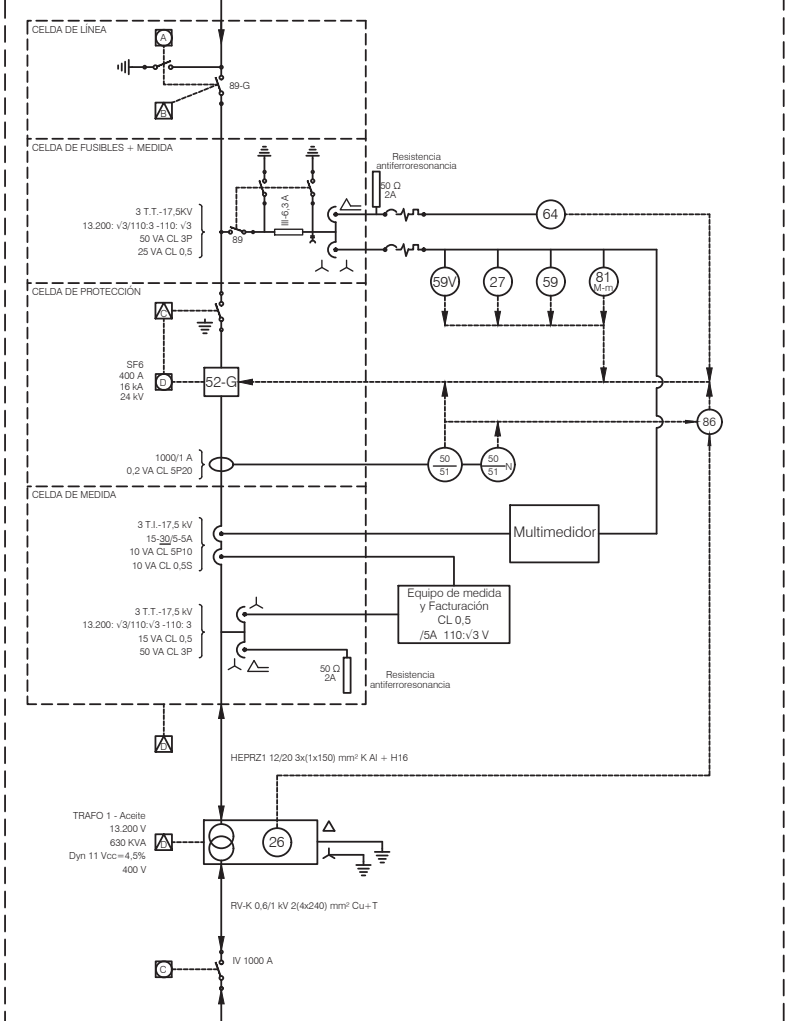 CELDA DE LÍNEA
A
89-G
B
CELDA DE FUSIBLES + MEDIDA
Resistencia
antiferroresonancia
50 Ω
2A
III-6,3 A
3 T.T.-17,5KV
13.200: √3/110:3 -110: √3
50 VA CL 3P
25 VA CL 0,5
89
64
59V
27
59
81
M-m
CELDA DE PROTECCIÓN
C
SF6
400 A
16 kA
24 kV
D
52-G
86
1000/1 A
0,2 VA CL 5P20
50
51
50
51
N
CELDA DE MEDIDA
3 T.I.-17,5 kV
15-30/5-5A
10 VA CL 5P10
10 VA CL 0,5S
Multimedidor
Equipo de medida
y Facturación
CL 0,5
/5A 110:√3 V
3 T.T.-17,5 kV
13.200: √3/110:√3 -110: 3
15 VA CL 0,5
50 VA CL 3P
50 Ω
2A
Resistencia
antiferroresonancia
D
HEPRZ1 12/20 3x(1x150) mm² K Al + H16
TRAFO 1 - Aceite
13.200 V
630 KVA
Dyn 11 Vcc=4,5%
400 V
D
26
RV-K 0,6/1 kV 2(4x240) mm² Cu+T
C
IV 1000 A